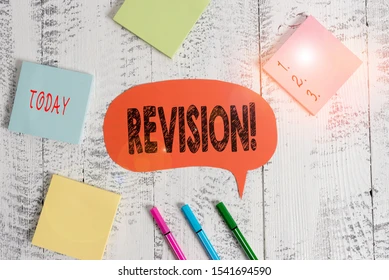 TODAY
REVISION!
1.
2.
3.
shutterstock.com · 1541694590